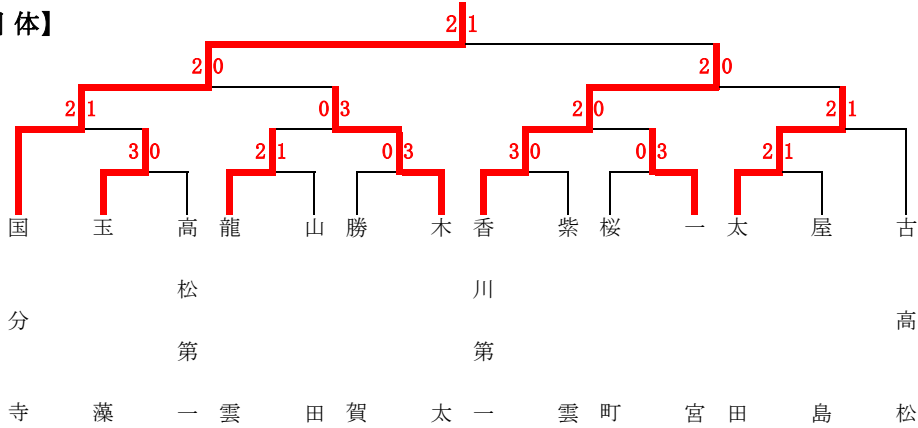 体】
2 1
2 0 2 0
2 1 0 3 2 0 2 1
3 0 2 1 0 3 3 0 0 3 2 1
国分寺
玉藻
高松第一
龍雲
山田
勝賀
木太
香川第一
紫雲
桜町
一宮
太田
屋島
古高松